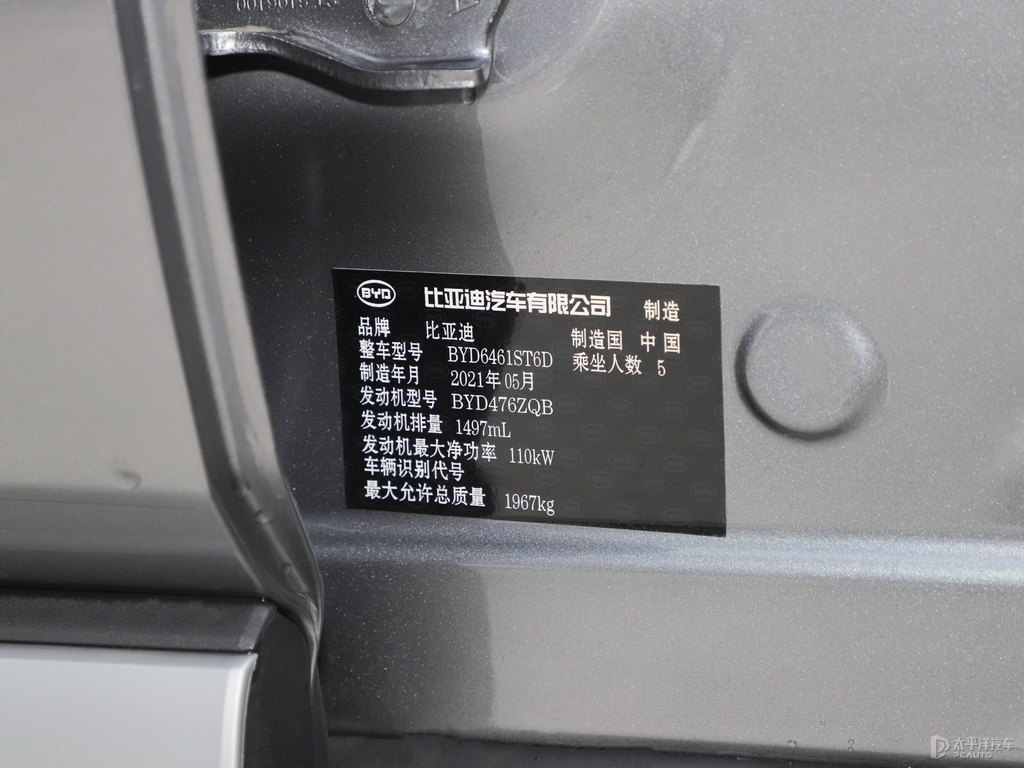 BYD 比亚迪汽车有限公司 制造
品牌 比亚迪 制造国 中国
整车型号 BYD6461ST6D 乘坐人数 5
制造年月 2021年05月
发动机型号 BYD476ZQB
发动机排量 1497mL
发动机最大净功率 110kW
车辆识别代号
最大允许总质量 1967kg
太平洋汽车
PCAUTO